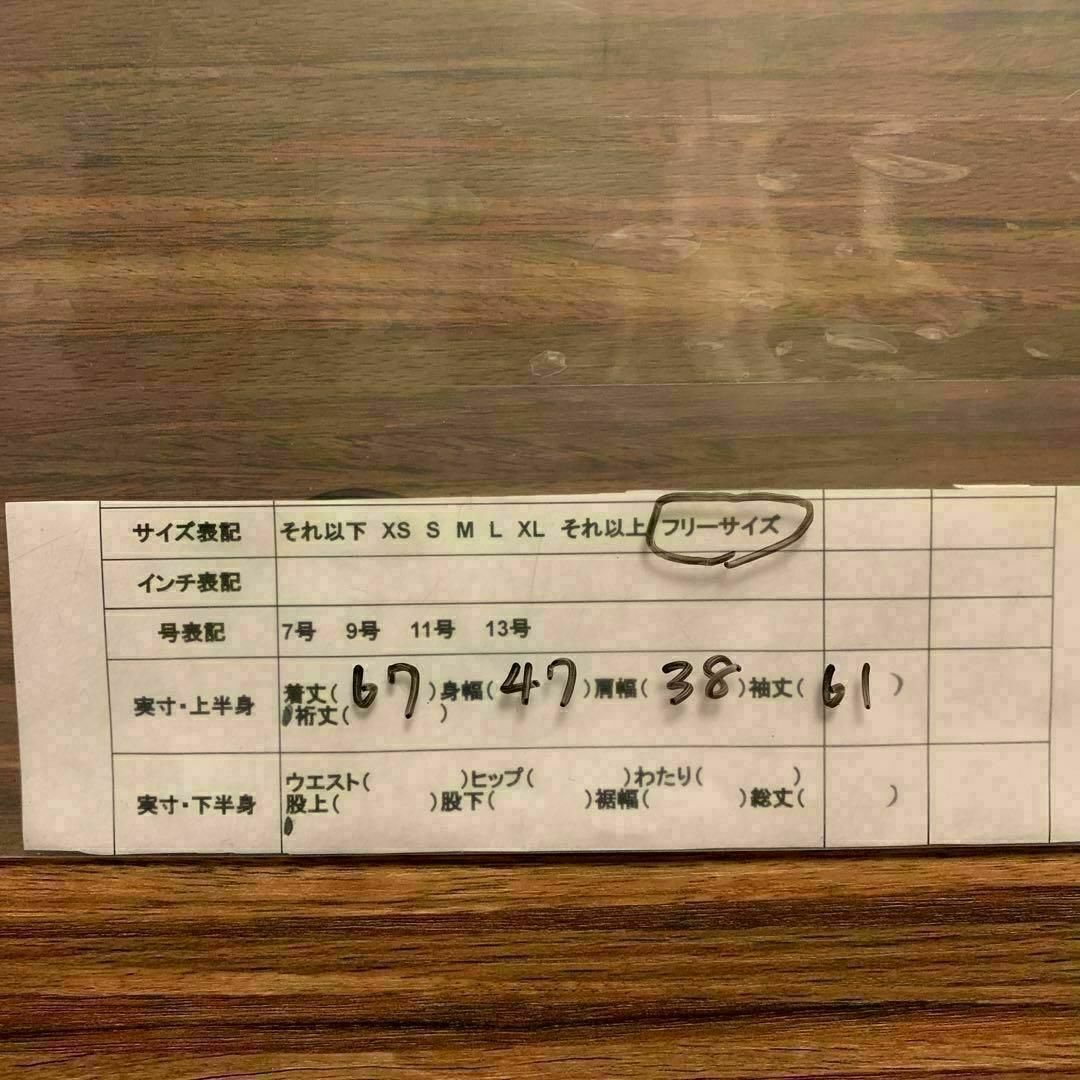 サイズ表記 それ以下 XS S M L XL それ以上 フリーサイズ
インチ表記
号表記 7号 9号 11号 13号
実寸・上半身 着丈( 67 )身幅( 47 )肩幅( 38 )袖丈( 61 )
裄丈( )
実寸・下半身 ウエスト( )ヒップ( )わたり( )
股上( )股下( )裾幅( )総丈( )